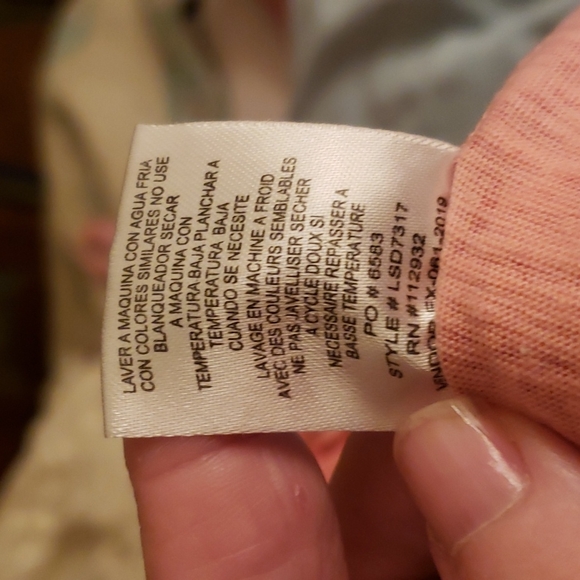 LAVER A MAQUINA CON AGUA FRIA
CON COLORES SIMILARES NO USE
BLANQUEADOR SECAR
A MAQUINA CON
TEMPERATURA BAJA PLANCHAR A
TEMPERATURA BAJA
CUANDO SE NECESITE
LAVAGE EN MACHINE A FROID
AVEC DES COULEURS SEMBLABLES
NE PAS JAVELLISER SECHER
A CYCLE DOUX SI
NECESSAIRE REPASSER A
BASSE TEMPERATURE
PO # 6583
STYLE # LSD7317
RN #112932